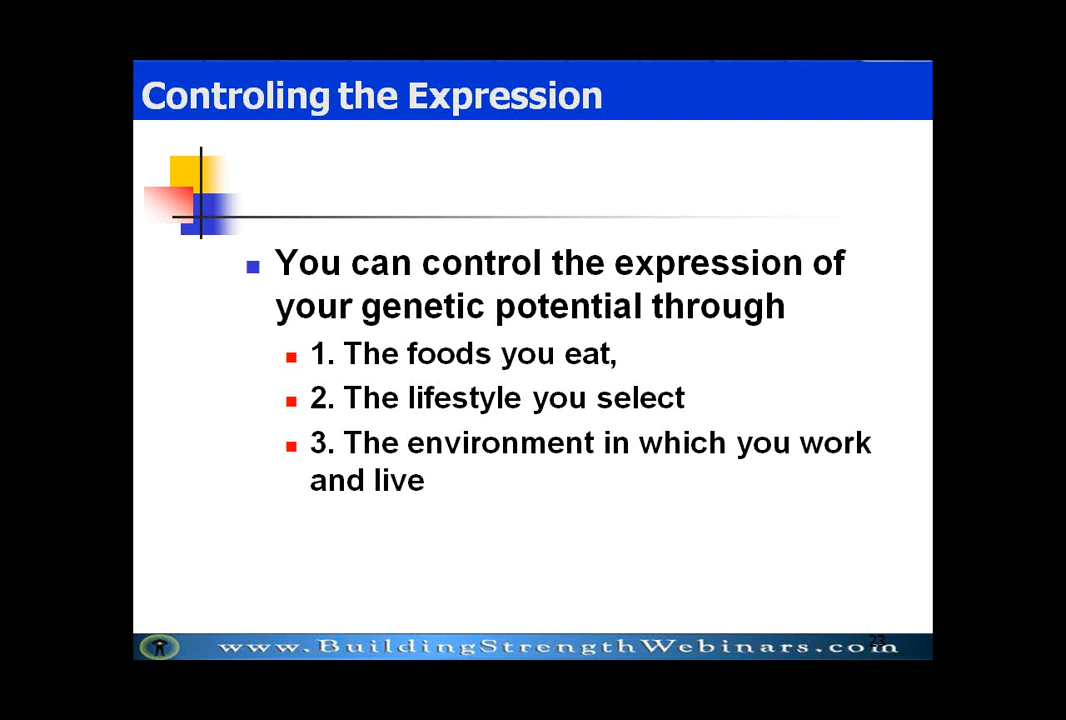 Controling the Expression
You can control the expression of
your genetic potential through
1. The foods you eat,
2. The lifestyle you select
3. The environment in which you work
and live
23
www.BuildingStrengthWebinars.com